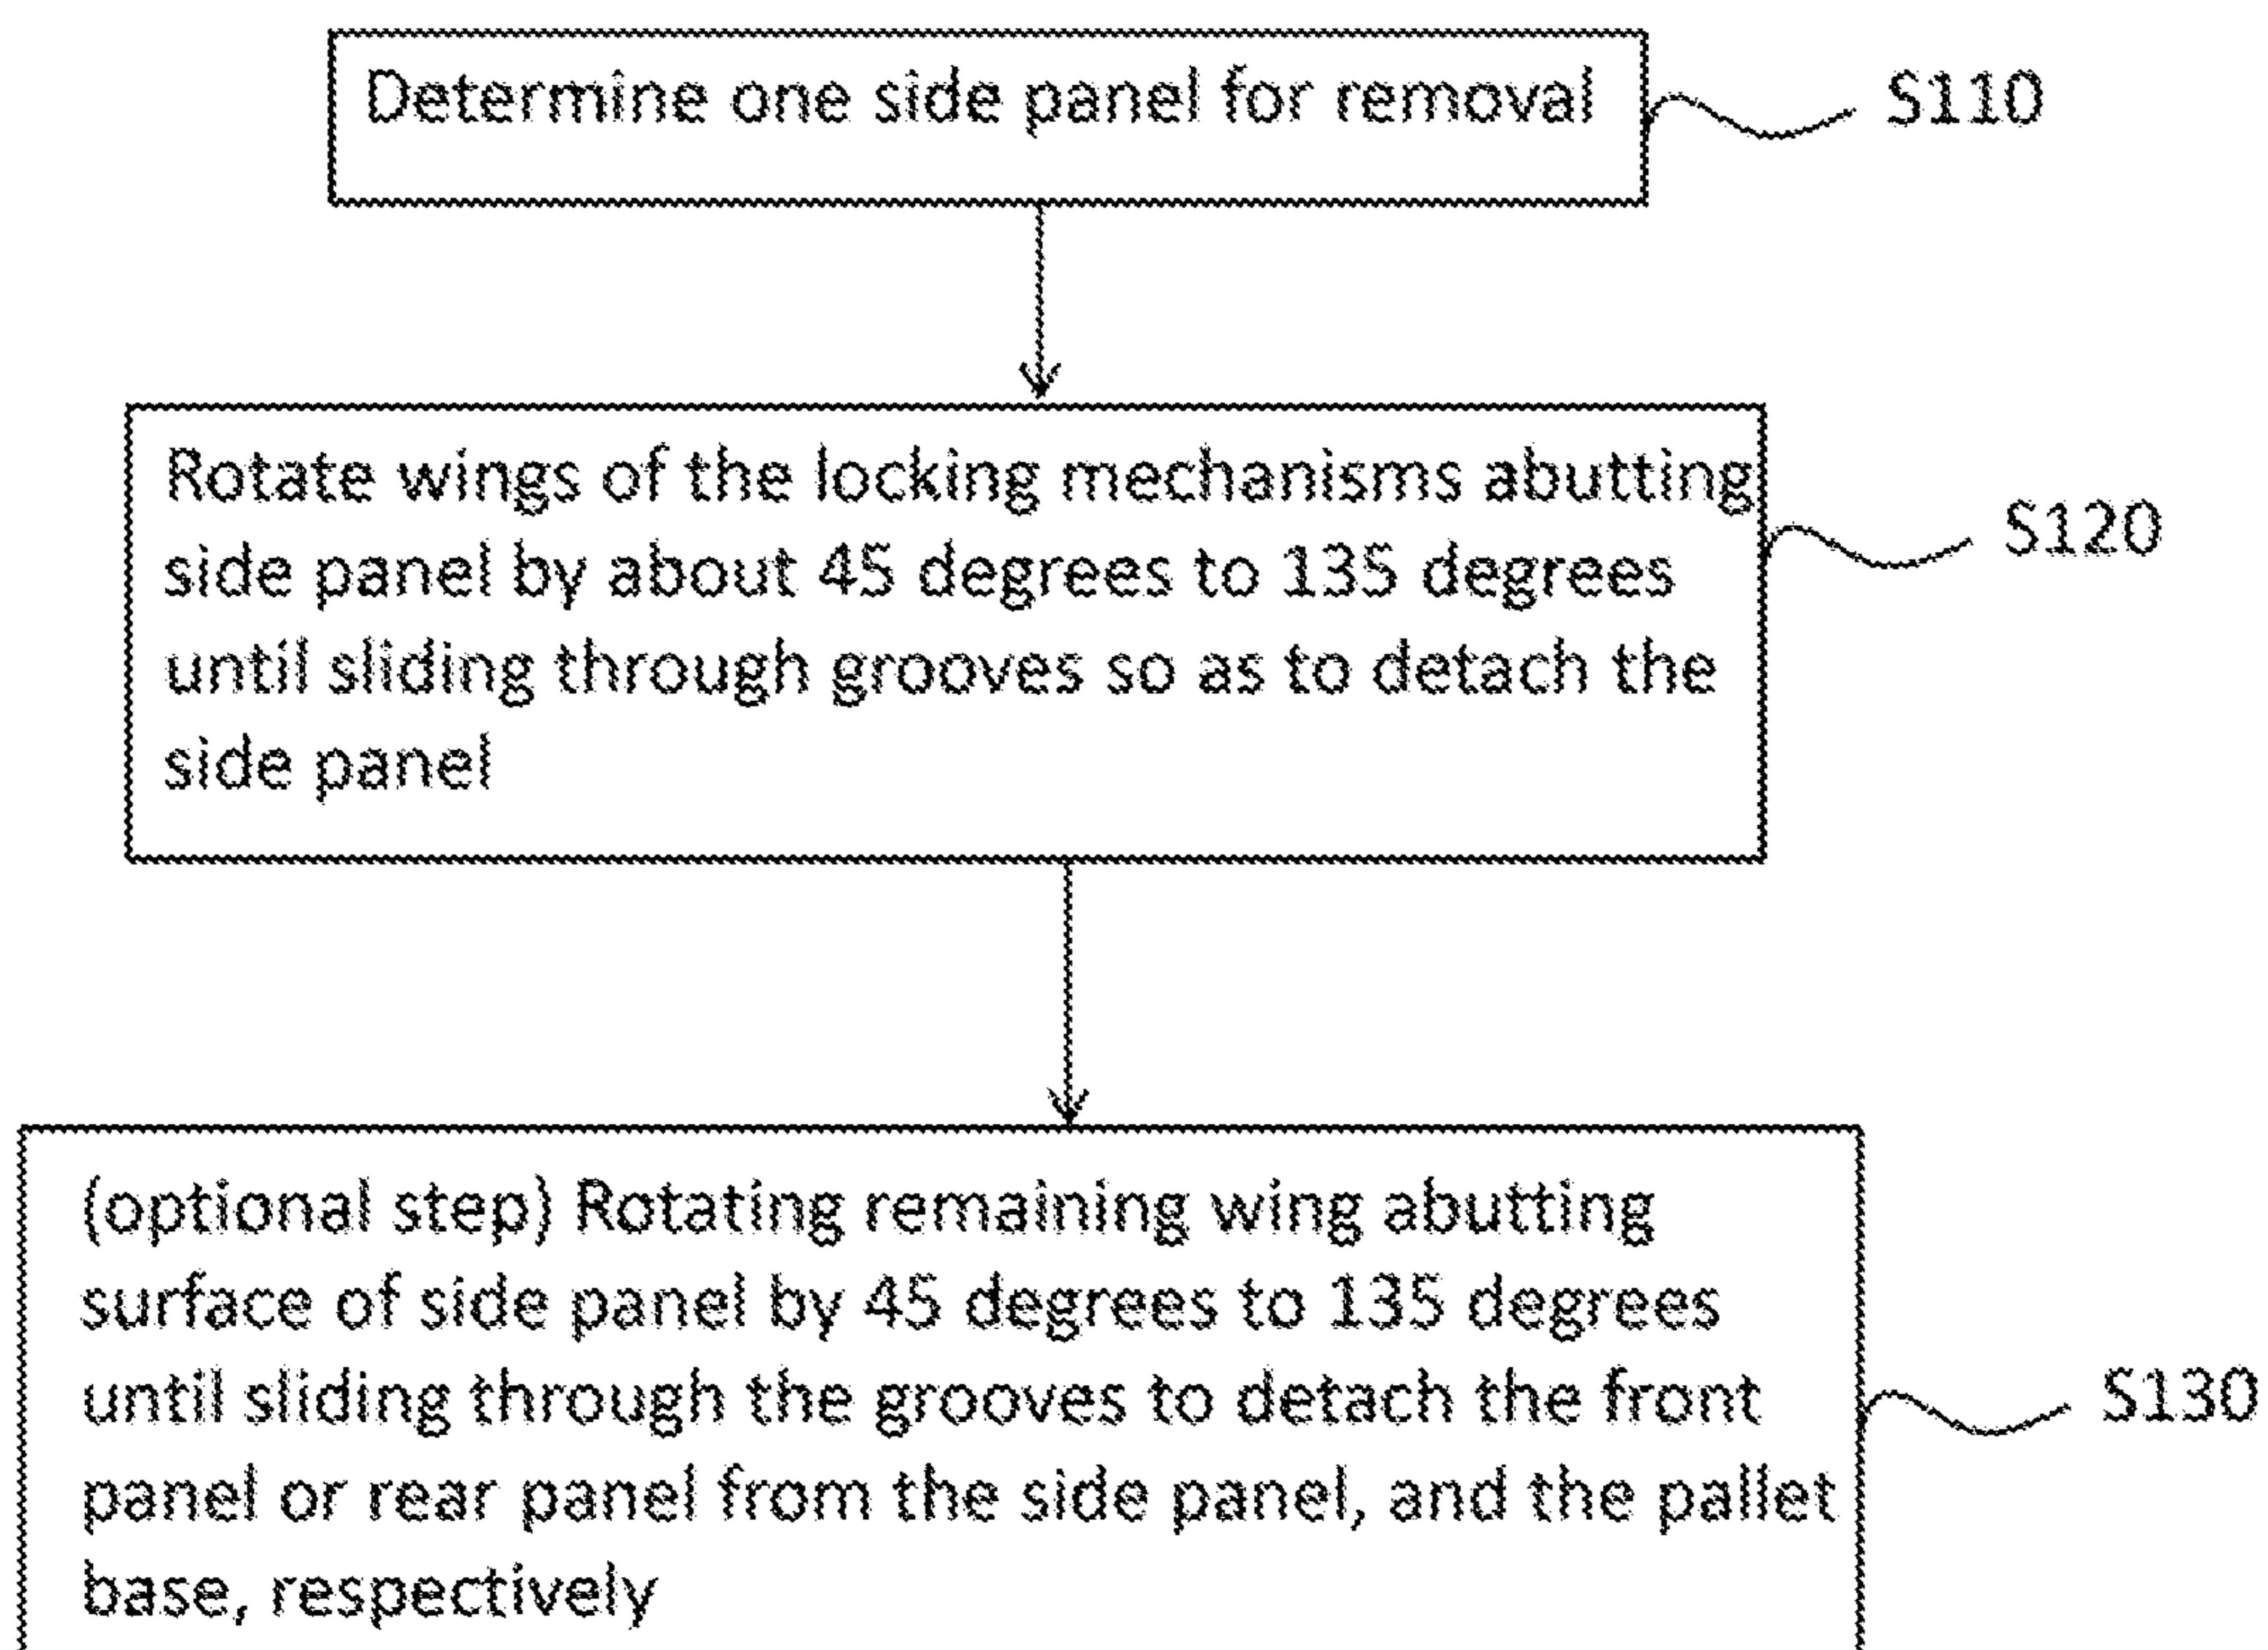 Determine one side panel for removal
S110
Rotate wings of the locking mechanisms abutting
side panel by about 45 degrees to 135 degrees
until sliding through grooves so as to detach the
side panel
S120
(optional step) Rotating remaining wing abutting
surface of side panel by 45 degrees to 135 degrees
until sliding through the grooves to detach the front
panel or rear panel from the side panel, and the pallet
base, respectively
S130